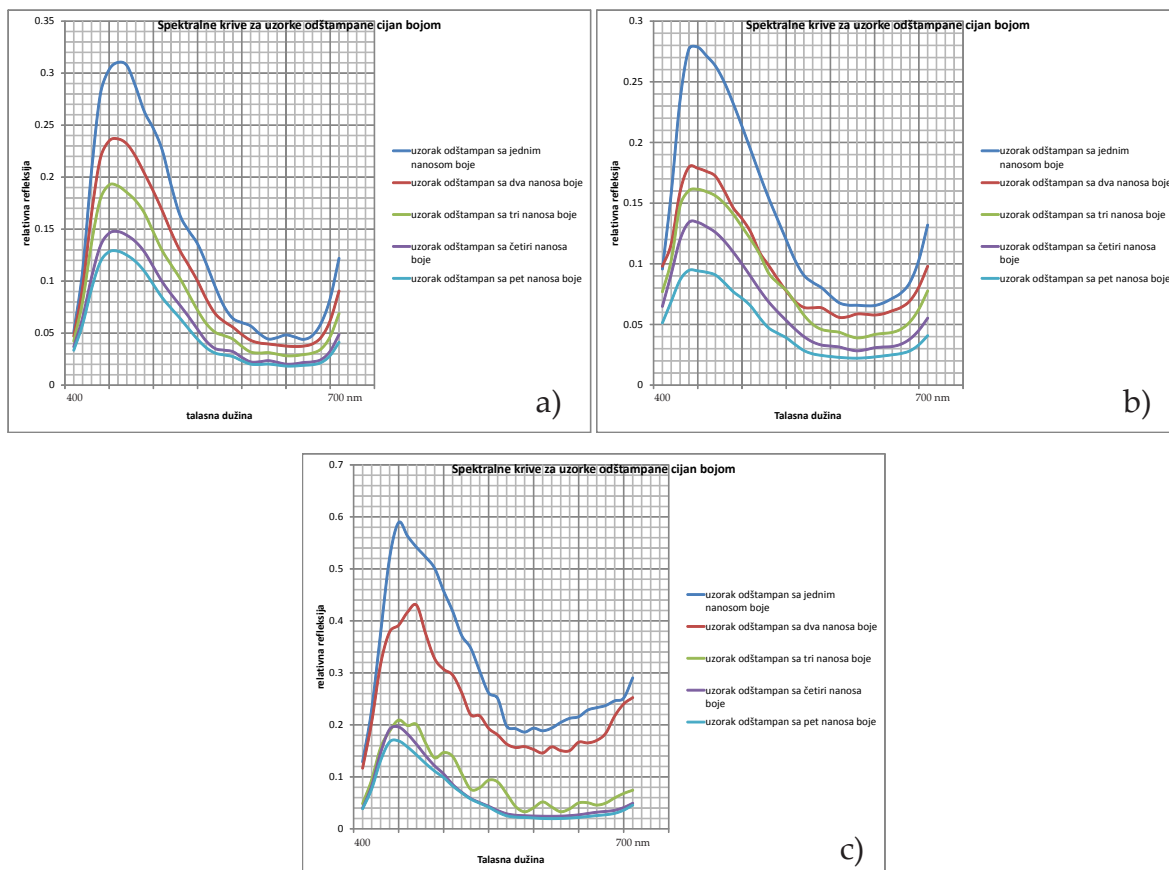 Spektralne krive za uzorke odštampane cijan bojom
0.35
0.3
0.25
0.2
0.15
0.1
0.05
0
relativna refleksija
400
700 nm
talasna dužina
uzorak odštampan sa jednim
nanosom boje
uzorak odštampan sa dva nanosa boje
uzorak odštampan sa tri nanosa boje
uzorak odštampan sa četiri nanosa
boje
uzorak odštampan sa pet nanosa boje
a)
Spektralne krive za uzorke odštampane cijan bojom
0.3
0.25
0.2
0.15
0.1
0.05
0
relativna refleksija
400
700 nm
Talasna dužina
uzorak odštampan sa jednim
nanosom boje
uzorak odštampan sa dva nanosa boje
uzorak odštampan sa tri nanosa boje
uzorak odštampan sa četiri nanosa
boje
uzorak odštampan sa pet nanosa boje
b)
Spektralne krive za uzorke odštampane cijan bojom
0.7
0.6
0.5
0.4
0.3
0.2
0.1
0
relativna refleksija
400
700 nm
Talasna dužina
uzorak odštampan sa jednim
nanosom boje
uzorak odštampan sa dva nanosa boje
uzorak odštampan sa tri nanosa boje
uzorak odštampan sa četiri nanosa
boje
uzorak odštampan sa pet nanosa boje
c)